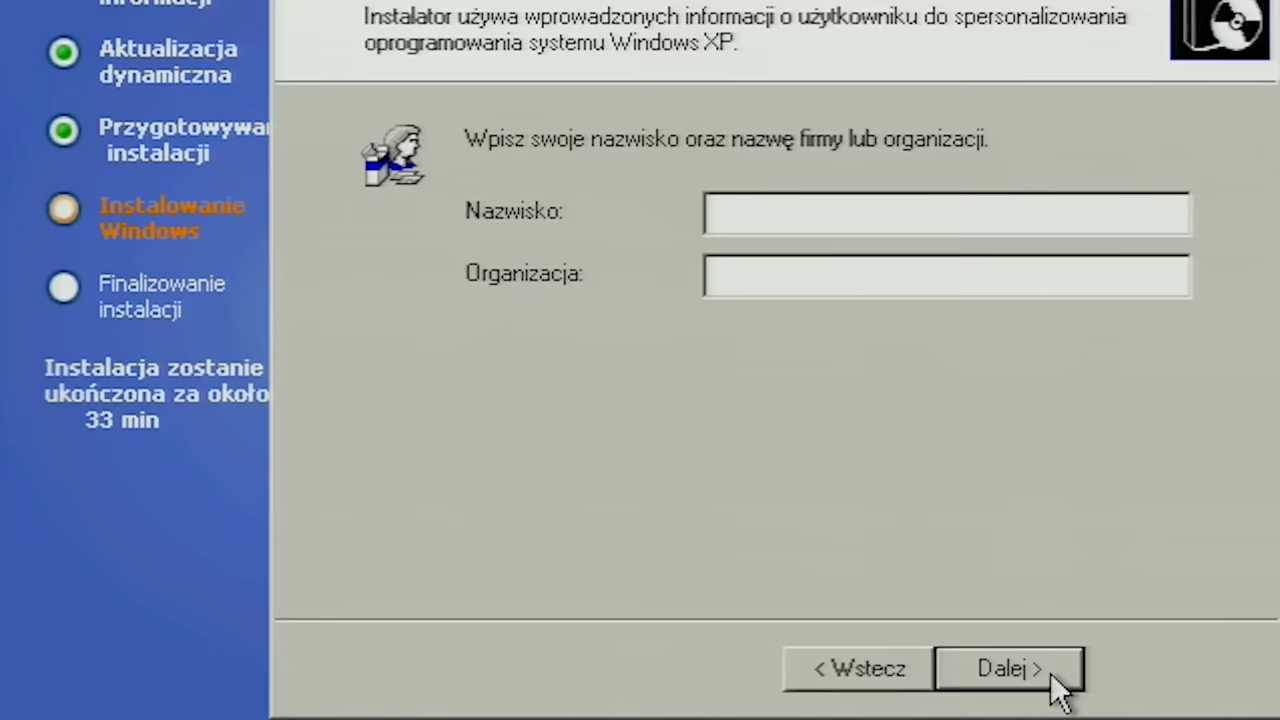 Aktualizacja
dynamiczna
instalacji
Instalowanie
Windows
Finalizowanie
instalacji
Instalacja zostanie
ukończona za około
33 min
Instalator używa wprowadzonych informacji o użytkowniku do spersonalizowania
oprogramowania systemu Windows XP.
Wpisz swoje nazwisko oraz nazwę firmy lub organizacji.
Nazwisko:
Organizacja:
< Wstecz
Dalej >